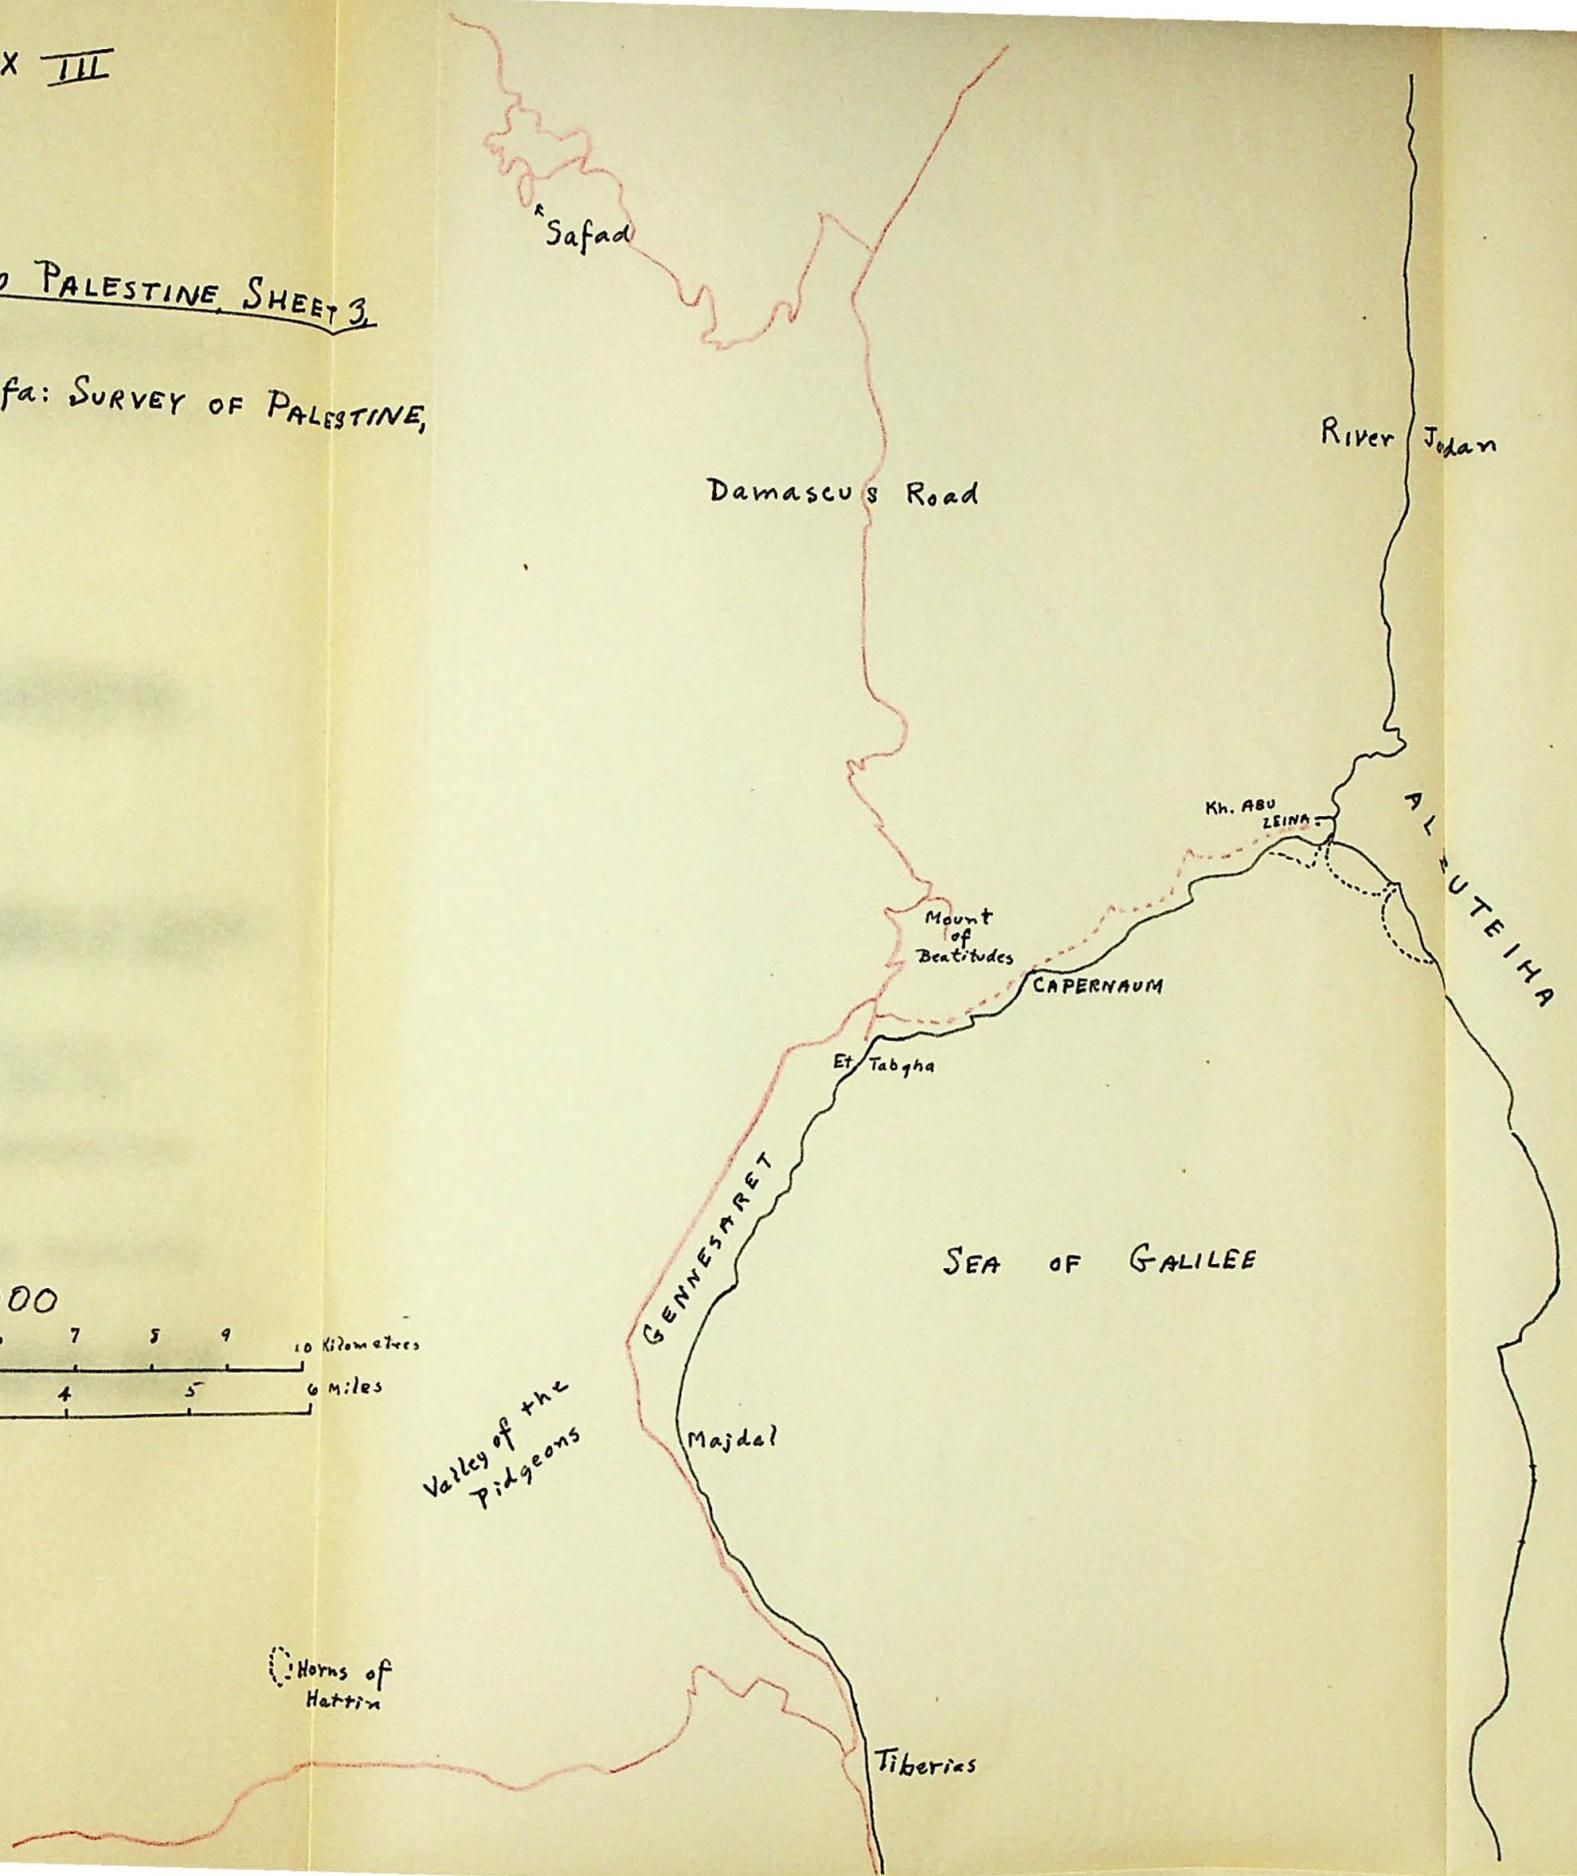 X III
PALESTINE, SHEET 3,
fa: SURVEY OF PALESTINE,
Safad
Damascus Road
River Jodan
Kh. ABU
ZEINA
AL ZUTEIHA
Mount
of
Beatitudes
CAPERNAUM
Et Tabgha
GENNESARET
SEA OF GALILEE
00
7 8 9 10 Kilometres
4 5 6 Miles
Valley of the
Pidgeons
Majdal
Horns of
Hattin
Tiberias